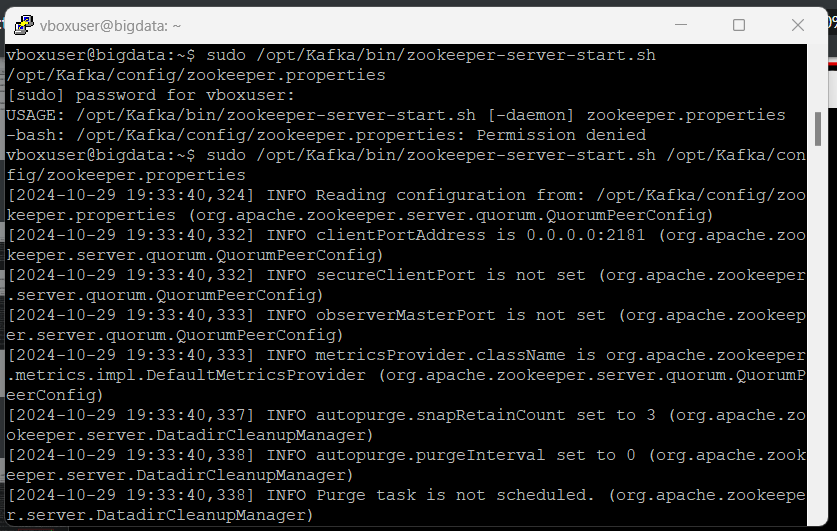 vboxuser@bigdata: ~
vboxuser@bigdata:~$ sudo /opt/Kafka/bin/zookeeper-server-start.sh
/opt/Kafka/config/zookeeper.properties
[sudo] password for vboxuser:
USAGE: /opt/Kafka/bin/zookeeper-server-start.sh [-daemon] zookeeper.properties
-bash: /opt/Kafka/config/zookeeper.properties: Permission denied
vboxuser@bigdata:~$ sudo /opt/Kafka/bin/zookeeper-server-start.sh /opt/Kafka/con
fig/zookeeper.properties
[2024-10-29 19:33:40,324] INFO Reading configuration from: /opt/Kafka/config/zoo
keeper.properties (org.apache.zookeeper.server.quorum.QuorumPeerConfig)
[2024-10-29 19:33:40,332] INFO clientPortAddress is 0.0.0.0:2181 (org.apache.zoo
keeper.server.quorum.QuorumPeerConfig)
[2024-10-29 19:33:40,332] INFO secureClientPort is not set (org.apache.zookeeper
.server.quorum.QuorumPeerConfig)
[2024-10-29 19:33:40,333] INFO observerMasterPort is not set (org.apache.zookeep
er.server.quorum.QuorumPeerConfig)
[2024-10-29 19:33:40,333] INFO metricsProvider.className is org.apache.zookeeper
.metrics.impl.DefaultMetricsProvider (org.apache.zookeeper.server.quorum.QuorumP
eerConfig)
[2024-10-29 19:33:40,337] INFO autopurge.snapRetainCount set to 3 (org.apache.zo
okeeper.server.DatadirCleanupManager)
[2024-10-29 19:33:40,338] INFO autopurge.purgeInterval set to 0 (org.apache.zook
eeper.server.DatadirCleanupManager)
[2024-10-29 19:33:40,338] INFO Purge task is not scheduled. (org.apache.zookeepe
r.server.DatadirCleanupManager)